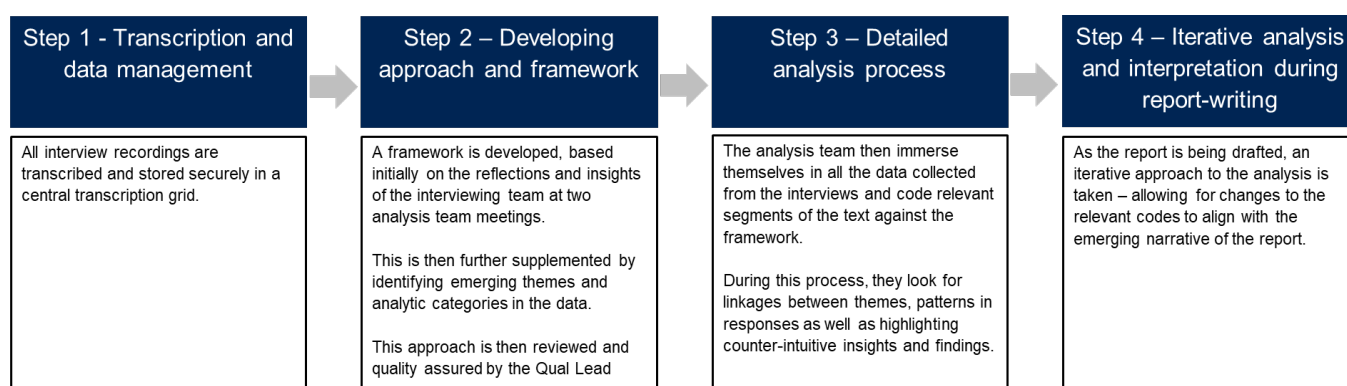 Step 1 - Transcription and
data management
All interview recordings are
transcribed and stored securely in a
central transcription grid.
Step 2 – Developing
approach and framework
A framework is developed, based
initially on the reflections and insights
of the interviewing team at two
analysis team meetings.
This is then further supplemented by
identifying emerging themes and
analytic categories in the data.
This approach is then reviewed and
quality assured by the Qual Lead
Step 3 – Detailed
analysis process
The analysis team then immerse
themselves in all the data collected
from the interviews and code relevant
segments of the text against the
framework.
During this process, they look for
linkages between themes, patterns in
responses as well as highlighting
counter-intuitive insights and findings.
Step 4 – Iterative analysis
and interpretation during
report-writing
As the report is being drafted, an
iterative approach to the analysis is
taken – allowing for changes to the
relevant codes to align with the
emerging narrative of the report.